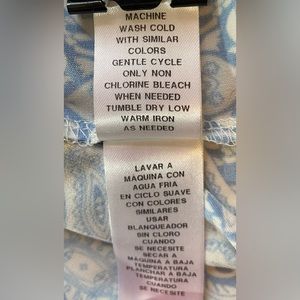 MACHINE
WASH COLD
WITH SIMILAR
COLORS
GENTLE CYCLE
ONLY NON
CHLORINE BLEACH
WHEN NEEDED
TUMBLE DRY LOW
WARM IRON
AS NEEDED
LAVAR A
MAQUINA CON
AGUA FRIA
EN CICLO SUAVE
CON COLORES
SIMILARES
USAR
BLANQUEADOR
SIN CLORO
CUANDO
SE NECESITE
SECAR A
MAQUINA A BAJA
TEMPERATURA
PLANCHAR A BAJA
TEMPERATURA
CUANDO
SE NECESITE